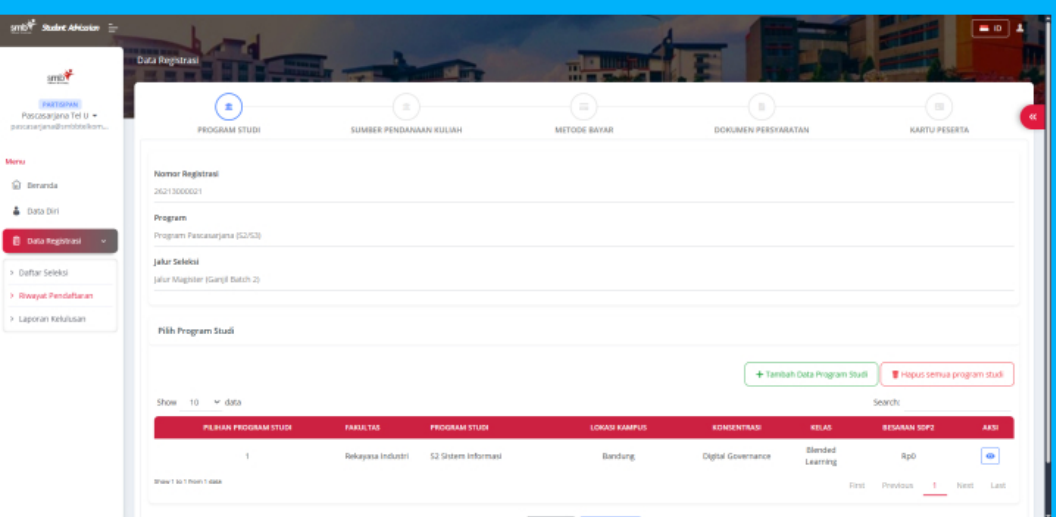 smb Student Admission
ID
Data Registrasi
smb
PARTISIPAN
Pascasarjana Tel U
PROGRAM STUDI
SUMBER PENDANAAN KULIAH
METODE BAYAR
DOKUMEN PERSYARATAN
KARTU PESERTA
Menu
Beranda
Data Diri
Data Registrasi
Daftar Seleksi
Riwayat Pendaftaran
Laporan Kelulusan
Nomor Registrasi
26213000021
Program
Program Pascasarjana (S2/S3)
Jalur Seleksi
Jalur Magister (Ganjil Batch 2)
Pilih Program Studi
+ Tambah Data Program Studi
Hapus semua program studi
Show 10 data
Search:
PILIHAN PROGRAM STUDI FAKULTAS PROGRAM STUDI LOKASI KAMPUS KONSENTRASI KELAS BESARAN SDP2 AKSI
1 Rekayasa Industri S2 Sistem Informasi Bandung Digital Governance Blended Learning Rp0
Show 1 to 1 from 1 data
First Previous 1 Next Last